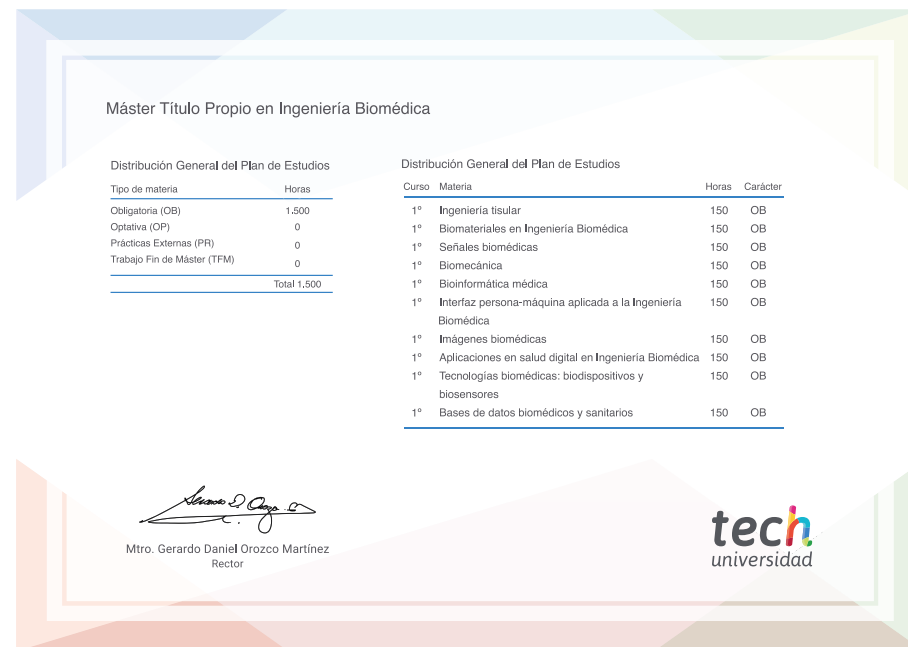 Máster Título Propio en Ingeniería Biomédica
Distribución General del Plan de Estudios
Tipo de materia Horas
Obligatoria (OB) 1.500
Optativa (OP) 0
Prácticas Externas (PR) 0
Trabajo Fin de Máster (TFM) 0
Total 1.500
Distribución General del Plan de Estudios
Curso Materia Horas Carácter
1º Ingeniería tisular 150 OB
1º Biomateriales en Ingeniería Biomédica 150 OB
1º Señales biomédicas 150 OB
1º Biomecánica 150 OB
1º Bioinformática médica 150 OB
1º Interfaz persona-máquina aplicada a la Ingeniería 150 OB
Biomédica
1º Imágenes biomédicas 150 OB
1º Aplicaciones en salud digital en Ingeniería Biomédica 150 OB
1º Tecnologías biomédicas: biodispositivos y 150 OB
biosensores
1º Bases de datos biomédicos y sanitarios 150 OB
Mtro. Gerardo Daniel Orozco Martínez
Rector
tech
universidad